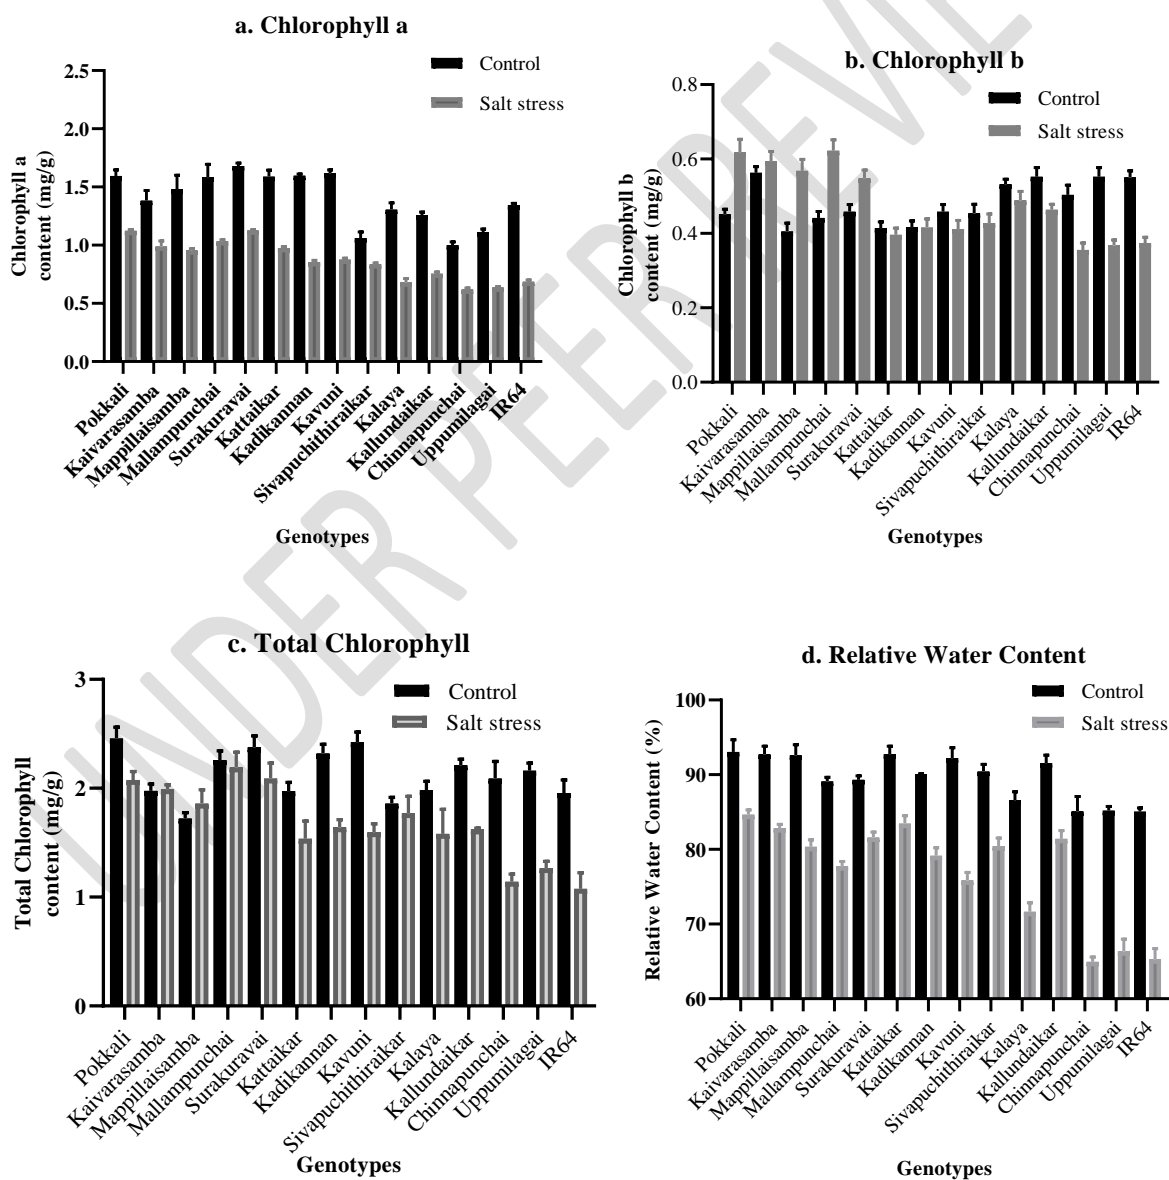 a. Chlorophyll a
Control
Salt stress
2.5
2.0
1.5
1.0
0.5
0.0
Chlorophyll a
content (mg/g)
Pokkali
Kaivarasamba
Mappillaisamba
Mallampunchai
Surakuravai
Kattaikar
Kadikannan
Kavuni
Sivapuchithiraikar
Kalaya
Kallundaikar
Chinnapunchai
Uppumilagai
IR64
Genotypes
b. Chlorophyll b
Control
Salt stress
0.8
0.6
0.4
0.2
0.0
Chlorophyll b
content (mg/g)
Pokkali
Kaivarasamba
Mappillaisamba
Mallampunchai
Surakuravai
Kattaikar
Kadikannan
Kavuni
Sivapuchithiraikar
Kalaya
Kallundaikar
Chinnapunchai
Uppumilagai
IR64
Genotypes
c. Total Chlorophyll
Control
Salt stress
3
2
1
0
Total Chlorophyll
content (mg/g)
Pokkali
Kaivarasamba
Mappillaisamba
Mallampunchai
Surakuravai
Kattaikar
Kadikannan
Kavuni
Sivapuchithiraikar
Kalaya
Kallundaikar
Chinnapunchai
Uppumilagai
IR64
Genotypes
d. Relative Water Content
Control
Salt stress
100
90
80
70
60
Relative Water Content (%)
Pokkali
Kaivarasamba
Mappillaisamba
Mallampunchai
Surakuravai
Kattaikar
Kadikannan
Kavuni
Sivapuchithiraikar
Kalaya
Kallundaikar
Chinnapunchai
Uppumilagai
IR64
Genotypes
UNDER PEER